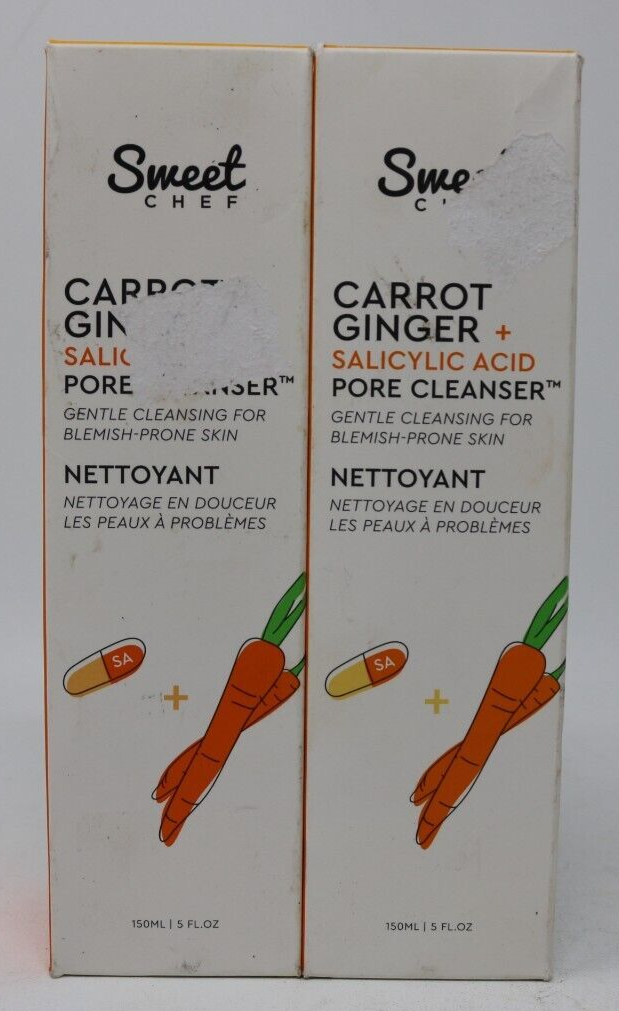 Sweet
CHEF
CARROT
GIN
SALIC
PORE CLEANSER™
GENTLE CLEANSING FOR
BLEMISH-PRONE SKIN
NETTOYANT
NETTOYAGE EN DOUCEUR
LES PEAUX À PROBLÈMES
SA
+
150ML | 5 FL.OZ
Swe
C
CARROT
GINGER +
SALICYLIC ACID
PORE CLEANSER™
GENTLE CLEANSING FOR
BLEMISH-PRONE SKIN
NETTOYANT
NETTOYAGE EN DOUCEUR
LES PEAUX À PROBLÈMES
SA
+
150ML | 5 FL.OZ